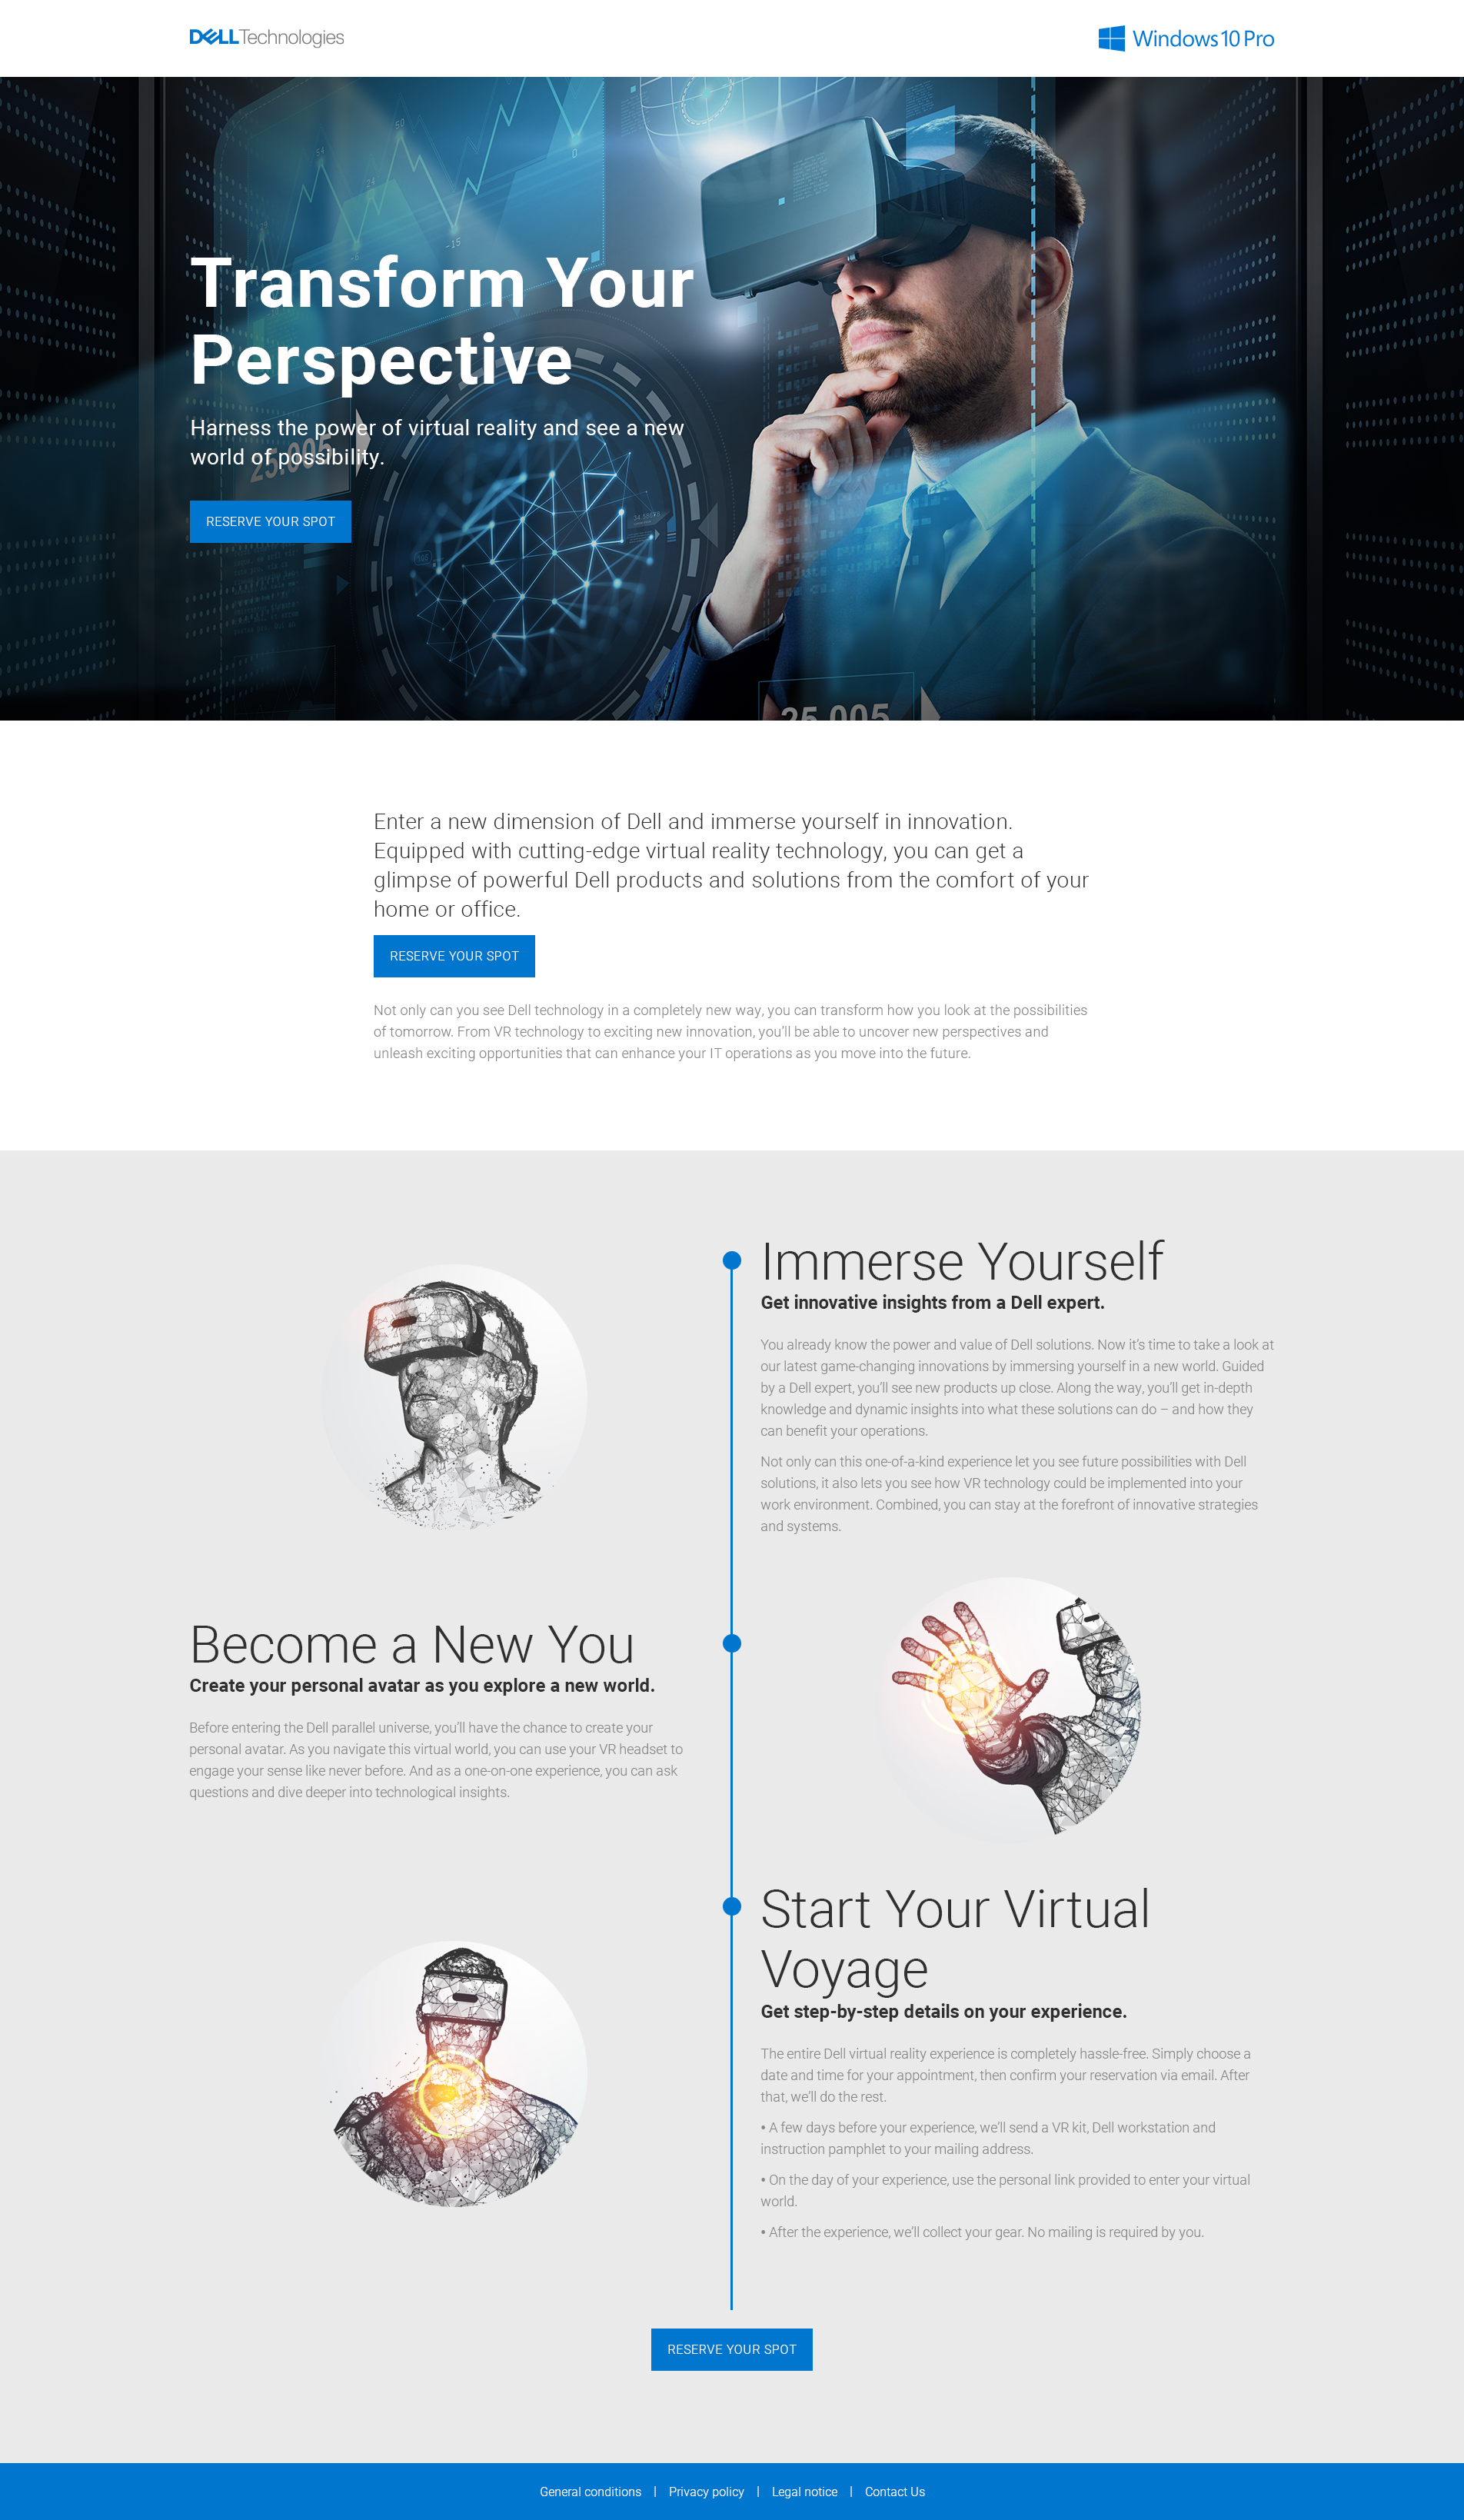 DELLTechnologies
Windows 10 Pro
54
50
24
0
-15
-6
Transform Your
Perspective
Harness the power of virtual reality and see a new
world of possibility.
25.005
RESERVE YOUR SPOT
25.005
Enter a new dimension of Dell and immerse yourself in innovation.
Equipped with cutting-edge virtual reality technology, you can get a
glimpse of powerful Dell products and solutions from the comfort of your
home or office.
RESERVE YOUR SPOT
Not only can you see Dell technology in a completely new way, you can transform how you look at the possibilities
of tomorrow. From VR technology to exciting new innovation, you’ll be able to uncover new perspectives and
unleash exciting opportunities that can enhance your IT operations as you move into the future.
Immerse Yourself
Get innovative insights from a Dell expert.
You already know the power and value of Dell solutions. Now it’s time to take a look at
our latest game-changing innovations by immersing yourself in a new world. Guided
by a Dell expert, you’ll see new products up close. Along the way, you’ll get in-depth
knowledge and dynamic insights into what these solutions can do – and how they
can benefit your operations.
Not only can this one-of-a-kind experience let you see future possibilities with Dell
solutions, it also lets you see how VR technology could be implemented into your
work environment. Combined, you can stay at the forefront of innovative strategies
and systems.
Become a New You
Create your personal avatar as you explore a new world.
Before entering the Dell parallel universe, you’ll have the chance to create your
personal avatar. As you navigate this virtual world, you can use your VR headset to
engage your sense like never before. And as a one-on-one experience, you can ask
questions and dive deeper into technological insights.
Start Your Virtual
Voyage
Get step-by-step details on your experience.
The entire Dell virtual reality experience is completely hassle-free. Simply choose a
date and time for your appointment, then confirm your reservation via email. After
that, we’ll do the rest.
• A few days before your experience, we’ll send a VR kit, Dell workstation and
instruction pamphlet to your mailing address.
• On the day of your experience, use the personal link provided to enter your virtual
world.
• After the experience, we’ll collect your gear. No mailing is required by you.
RESERVE YOUR SPOT
General conditions | Privacy policy | Legal notice | Contact Us